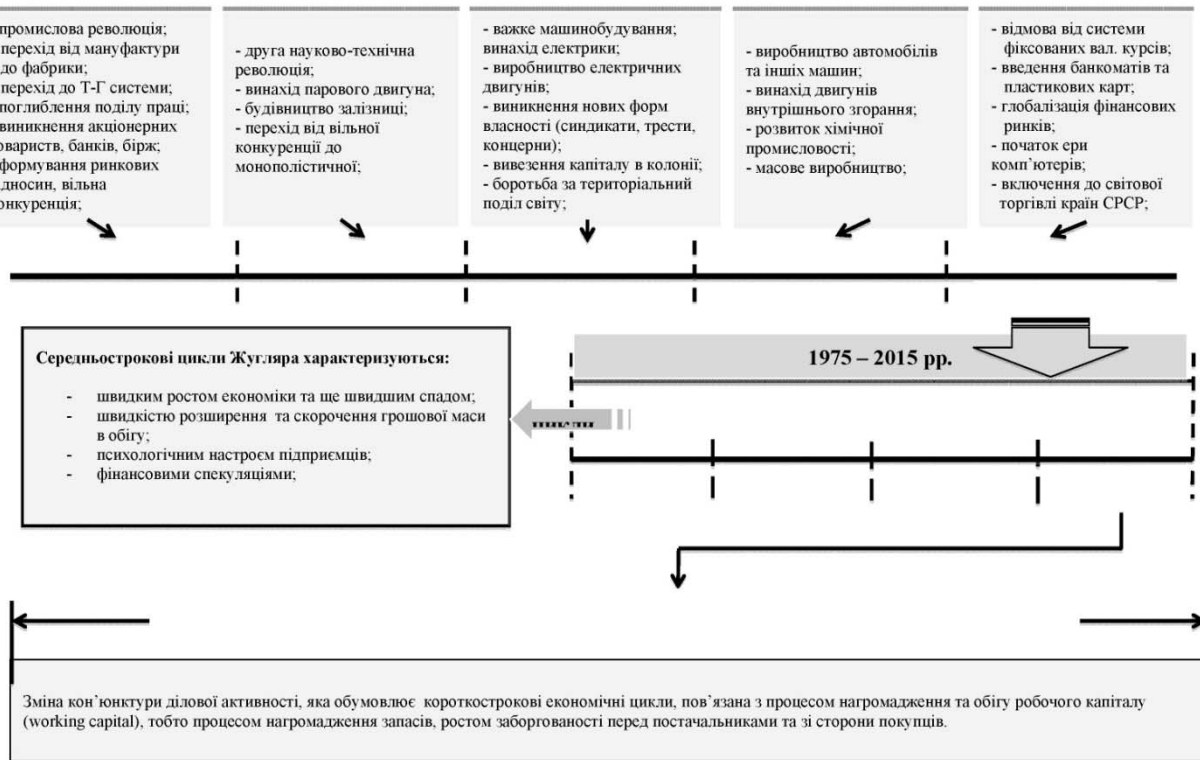 промислова революція;
перехід від мануфактури
до фабрики;
перехід до Т-Г системи;
поглиблення поділу праці;
виникнення акціонерних
овариств, банків, бірж;
формування ринкових
ідносин, вільна
онкуренція;
- друга науково-технічна
революція;
- винахід парового двигуна;
- будівництво залізниці;
- перехід від вільної
конкуренції до
монополістичної;
- важке машинобудування;
винахід електрики;
- виробництво електричних
двигунів;
- виникнення нових форм
власності (синдикати, трести,
концерни);
- вивезення капіталу в колонії;
- боротьба за територіальний
поділ світу;
- виробництво автомобілів
та інших машин;
- винахід двигунів
внутрішнього згорання;
- розвиток хімічної
промисловості;
- масове виробництво;
- відмова від системи
фіксованих вал. курсів;
- введення банкоматів та
пластикових карт;
- глобалізація фінансових
ринків;
- початок ери
комп’ютерів;
- включення до світової
торгівлі країн СРСР;
Середньострокові цикли Жугляра характеризуються:
- швидким ростом економіки та ще швидшим спадом;
- швидкістю розширення та скорочення грошової маси
в обігу;
- психологічним настроєм підприємців;
- фінансовими спекуляціями;
1975 – 2015 рр.
Зміна кон’юнктури ділової активності, яка обумовлює короткострокові економічні цикли, пов’язана з процесом нагромадження та обігу робочого капіталу
(working capital), тобто процесом нагромадження запасів, ростом заборгованості перед постачальниками та зі сторони покупців.